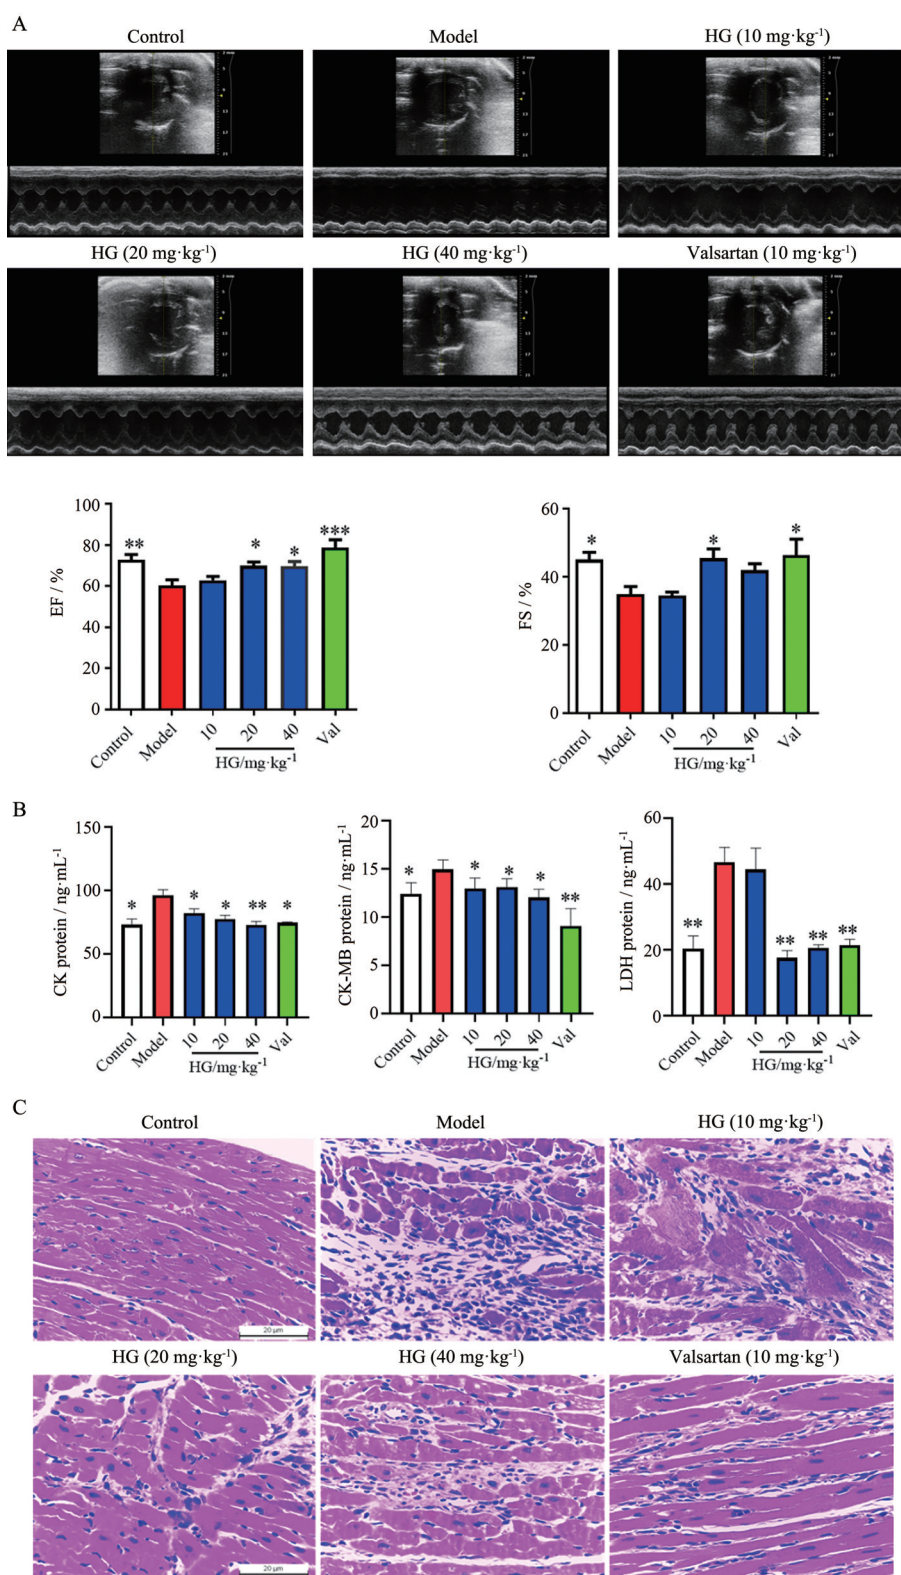 A
Control Model HG (10 mg·kg⁻¹)
HG (20 mg·kg⁻¹) HG (40 mg·kg⁻¹) Valsartan (10 mg·kg⁻¹)
EF / %
100
80
60
40
20
0
** * * ***
Control Model 10 20 40 Val
HG/mg·kg⁻¹
FS / %
60
40
20
0
* * *
Control Model 10 20 40 Val
HG/mg·kg⁻¹
B
CK protein / ng·mL⁻¹
150
100
50
0
* * * ** *
Control Model 10 20 40 Val
HG/mg·kg⁻¹
CK-MB protein / ng·mL⁻¹
20
15
10
5
0
* * * * **
Control Model 10 20 40 Val
HG/mg·kg⁻¹
LDH protein / ng·mL⁻¹
60
40
20
0
** ** ** **
Control Model 10 20 40 Val
HG/mg·kg⁻¹
C
Control Model HG (10 mg·kg⁻¹)
20 μm
HG (20 mg·kg⁻¹) HG (40 mg·kg⁻¹) Valsartan (10 mg·kg⁻¹)
20 μm